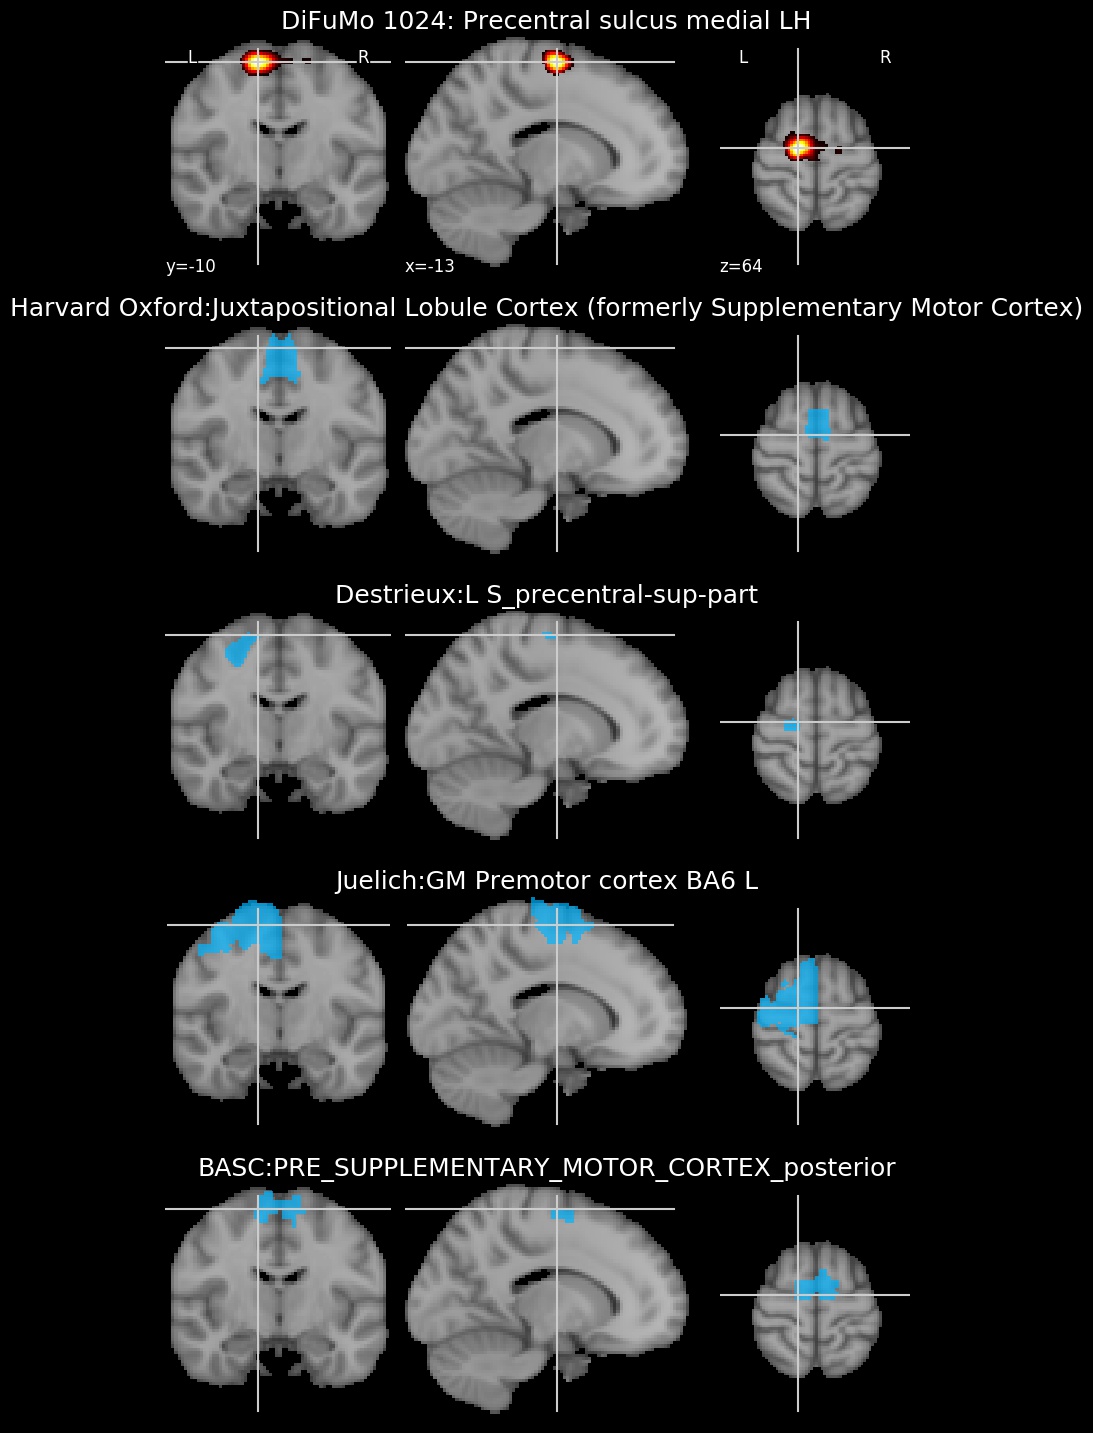 DiFuMo 1024: Precentral sulcus medial LH
L R L R
y=-10 x=-13 z=64
Harvard Oxford:Juxtapositional Lobule Cortex (formerly Supplementary Motor Cortex)
Destrieux:L S_precentral-sup-part
Juelich:GM Premotor cortex BA6 L
BASC:PRE_SUPPLEMENTARY_MOTOR_CORTEX_posterior